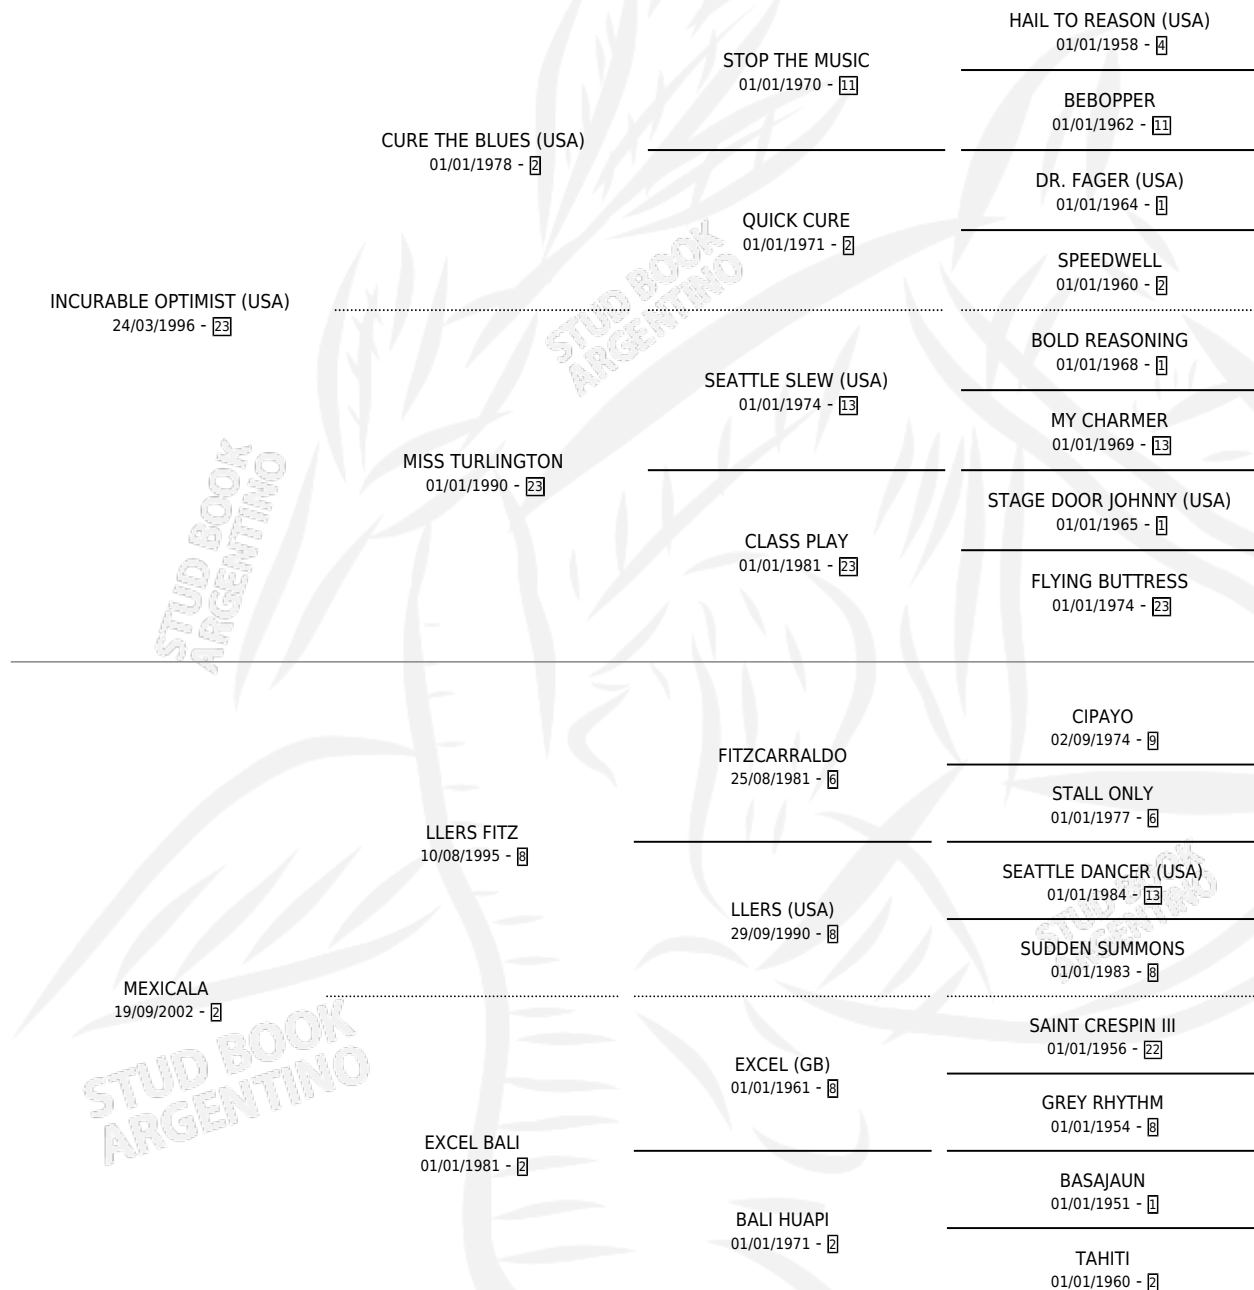 HAIL TO REASON (USA)
01/01/1958 - 4
STOP THE MUSIC
01/01/1970 - 11
BEBOPPER
01/01/1962 - 11
CURE THE BLUES (USA)
01/01/1978 - 2
DR. FAGER (USA)
01/01/1964 - 1
QUICK CURE
01/01/1971 - 2
SPEEDWELL
01/01/1960 - 2
INCURABLE OPTIMIST (USA)
24/03/1996 - 23
BOLD REASONING
01/01/1968 - 1
SEATTLE SLEW (USA)
01/01/1974 - 13
MY CHARMER
01/01/1969 - 13
MISS TURLINGTON
01/01/1990 - 23
STAGE DOOR JOHNNY (USA)
01/01/1965 - 1
CLASS PLAY
01/01/1981 - 23
FLYING BUTTRESS
01/01/1974 - 23
CIPAYO
02/09/1974 - 9
FITZCARRALDO
25/08/1981 - 6
STALL ONLY
01/01/1977 - 6
LLERS FITZ
10/08/1995 - 8
SEATTLE DANCER (USA)
01/01/1984 - 13
LLERS (USA)
29/09/1990 - 8
SUDDEN SUMMONS
01/01/1983 - 8
MEXICALA
19/09/2002 - 2
SAINT CRESPIN III
01/01/1956 - 22
EXCEL (GB)
01/01/1961 - 8
GREY RHYTHM
01/01/1954 - 8
EXCEL BALI
01/01/1981 - 2
BASAJAUN
01/01/1951 - 1
BALI HUAPI
01/01/1971 - 2
TAHITI
01/01/1960 - 2
STUD BOOK
ARGENTINO
STUD BOOK
ARGENTINO
STUD BOOK
ARGENTINO
STUD BOOK
ARGENTINO